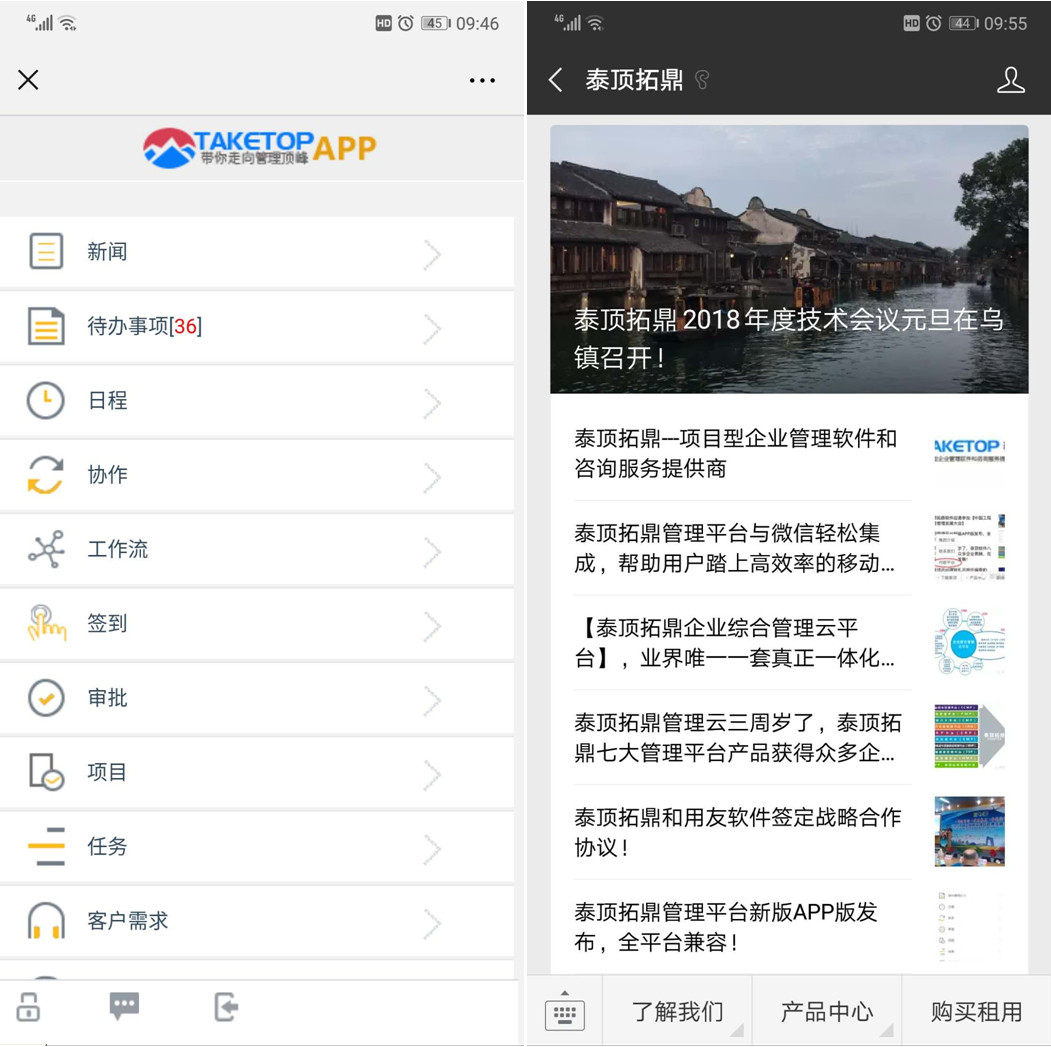 4G
HD
45
09:46
TAKETOP
带你走向管理顶峰
APP
新闻
待办事项[36]
日程
协作
工作流
签到
审批
项目
任务
客户需求
4G
HD
44
09:55
泰顶拓鼎
泰顶拓鼎2018年度技术会议元旦在乌
镇召开！
泰顶拓鼎---项目型企业管理软件和
咨询服务提供商
AKETOP
泰顶拓鼎管理平台与微信轻松集
成，帮助用户踏上高效率的移动...
【泰顶拓鼎企业综合管理云平
台】，业界唯一一套真正一体化...
泰顶拓鼎管理云三周岁了，泰顶拓
鼎七大管理平台产品获得众多企...
泰顶拓鼎和用友软件签定战略合作
协议！
泰顶拓鼎管理平台新版APP版发
布，全平台兼容！
了解我们
产品中心
购买租用